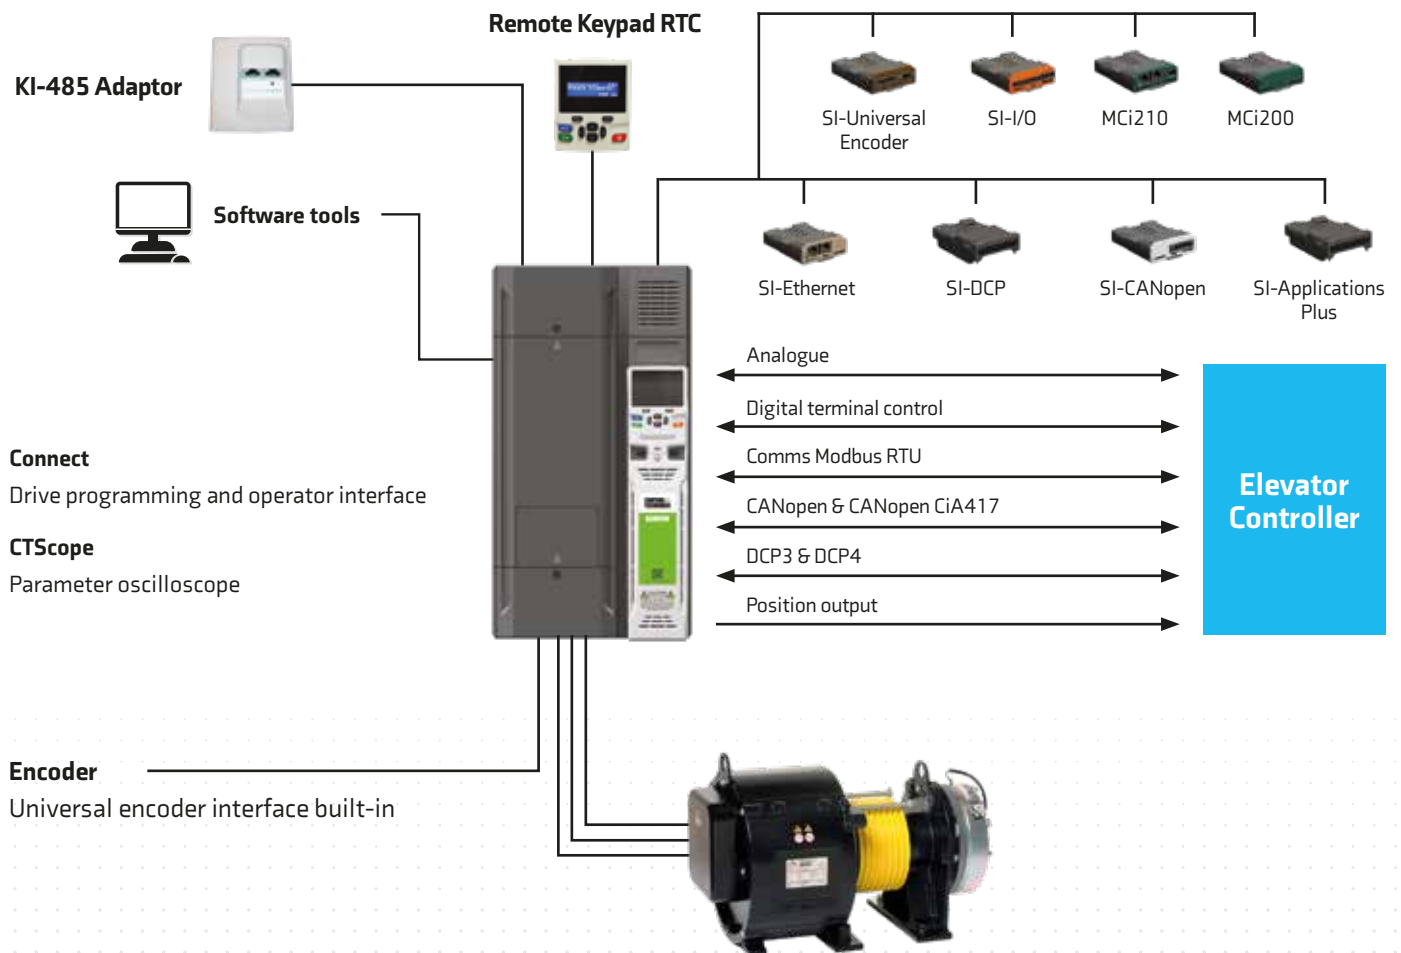 Remote Keypad RTC
KI-485 Adaptor
SI-Universal
Encoder
SI-I/O
MCi210
MCi200
Software tools
SI-Ethernet
SI-DCP
SI-CANopen
SI-Applications
Plus
Analogue
Digital terminal control
Comms Modbus RTU
CANopen & CANopen CiA417
DCP3 & DCP4
Position output
Elevator
Controller
Connect
Drive programming and operator interface
CTScope
Parameter oscilloscope
Encoder
Universal encoder interface built-in